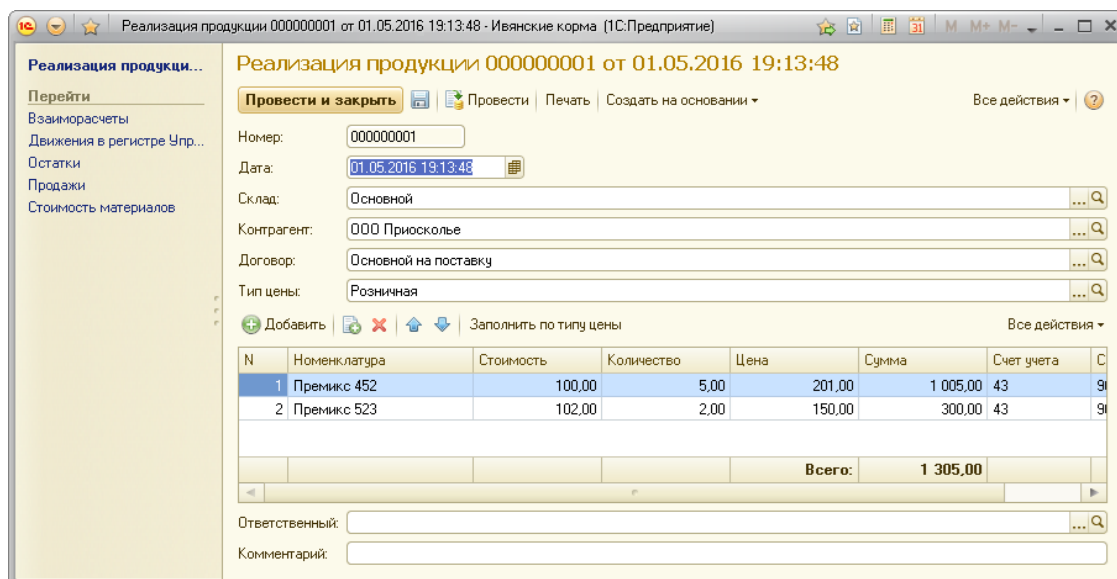 Реализация продукции 000000001 от 01.05.2016 19:13:48 - Ивянские корма (1С:Предприятие)
M M+ M-
Реализация продукци...
Перейти
Взаиморасчеты
Движения в регистре Упр...
Остатки
Продажи
Стоимость материалов
Реализация продукции 000000001 от 01.05.2016 19:13:48
Провести и закрыть Провести Печать Создать на основании Все действия
Номер: 000000001
Дата: 01.05.2016 19:13:48
Склад: Основной ...
Контрагент: ООО Приосколье ...
Договор: Основной на поставку ...
Тип цены: Розничная ...
Добавить Заполнить по типу цены Все действия
N Номенклатура Стоимость Количество Цена Сумма Счет учета С
1 Премикс 452 100,00 5,00 201,00 1 005,00 43
2 Премикс 523 102,00 2,00 150,00 300,00 43
Всего: 1 305,00
Ответственный: ...
Комментарий: